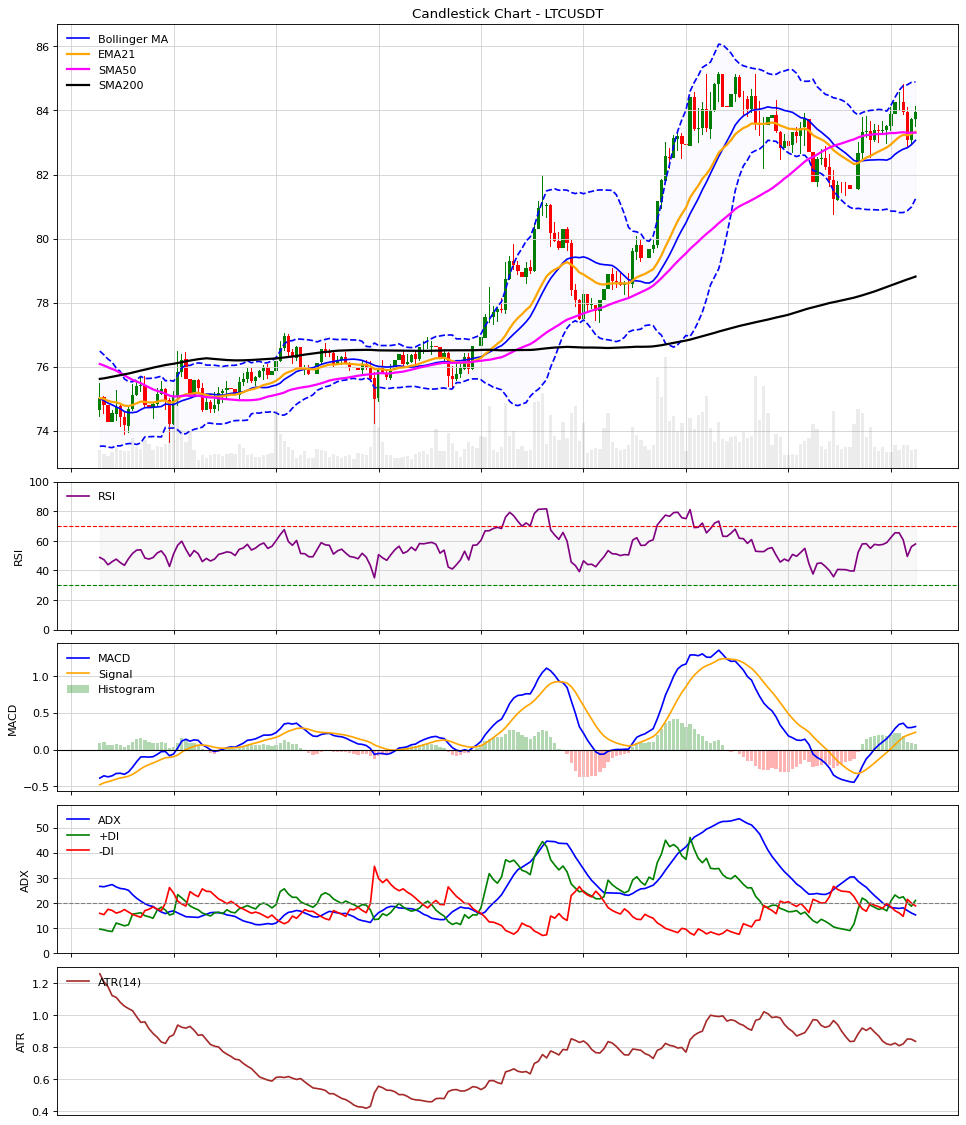 Candlestick Chart - LTCUSDT
Bollinger MA
EMA21
SMA50
SMA200
86
84
82
80
78
76
74
RSI
RSI
100
80
60
40
20
0
MACD
Signal
Histogram
MACD
1.0
0.5
0.0
−0.5
ADX
+DI
-DI
ADX
50
40
30
20
10
0
ATR(14)
ATR
1.2
1.0
0.8
0.6
0.4